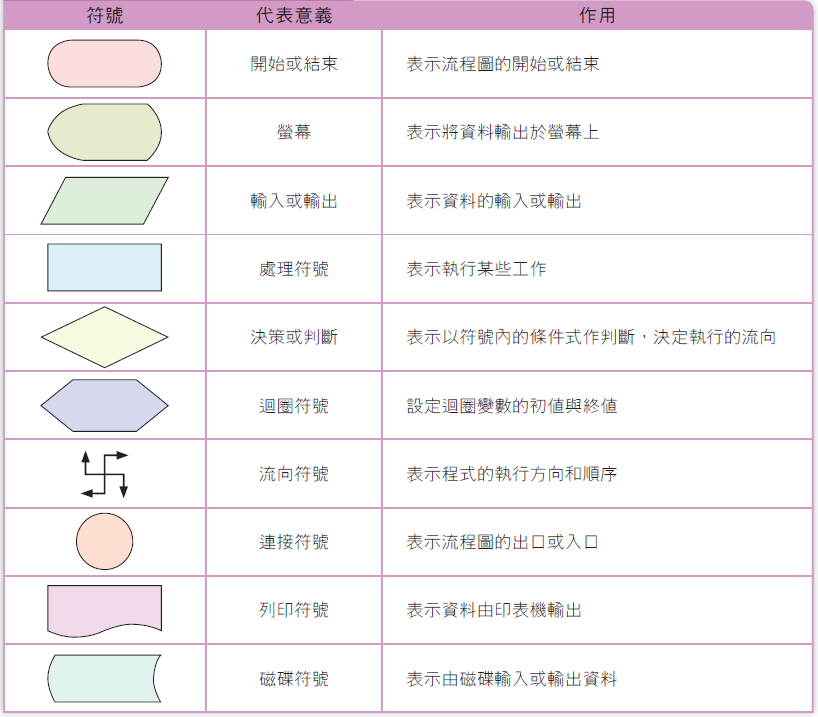 符號 代表意義 作用
開始或結束 表示流程圖的開始或結束
螢幕 表示將資料輸出於螢幕上
輸入或輸出 表示資料的輸入或輸出
處理符號 表示執行某些工作
決策或判斷 表示以符號內的條件式作判斷，決定執行的流向
迴圈符號 設定迴圈變數的初值與終值
流向符號 表示程式的執行方向和順序
連接符號 表示流程圖的出口或入口
列印符號 表示資料由印表機輸出
磁碟符號 表示由磁碟輸入或輸出資料